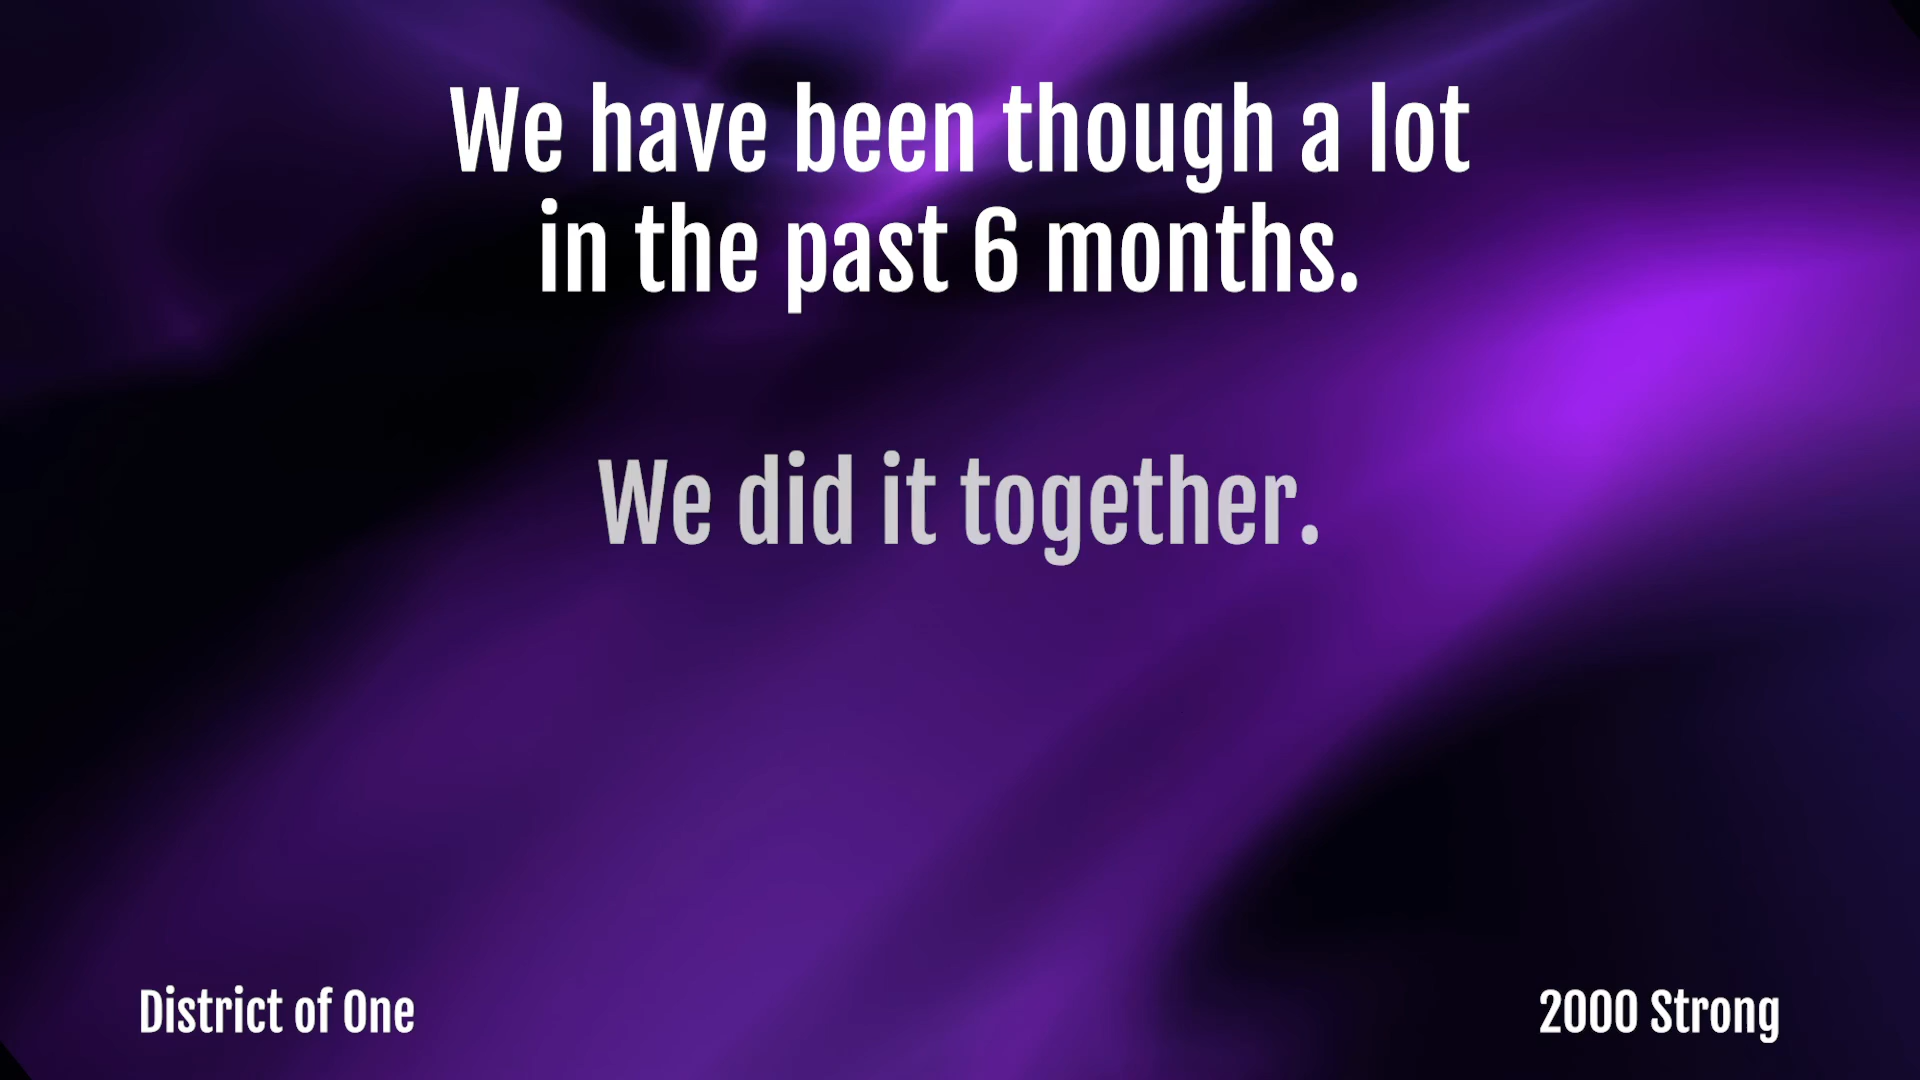 We have been though a lot
in the past 6 months.
We did it together.
District of One
2000 Strong